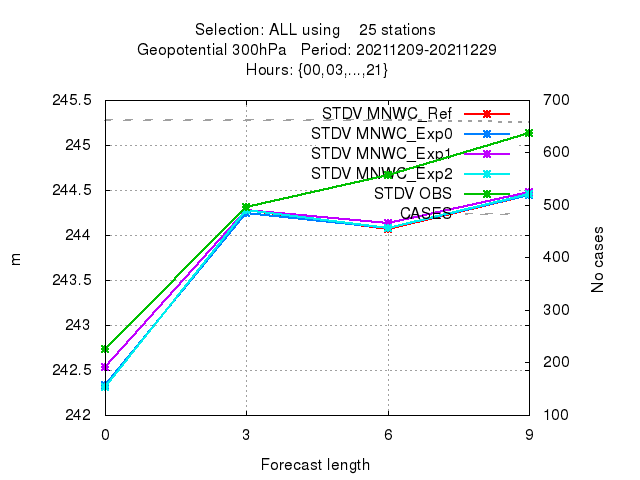 Selection: ALL using 25 stations
Geopotential 300hPa Period: 20211209-20211229
Hours: {00,03,...,21}
245.5
245
244.5
244
243.5
243
242.5
242
700
600
500
400
300
200
100
0
3
6
9
m
No cases
Forecast length
STDV MNWC_Ref
STDV MNWC_Exp0
STDV MNWC_Exp1
STDV MNWC_Exp2
STDV OBS
CASES